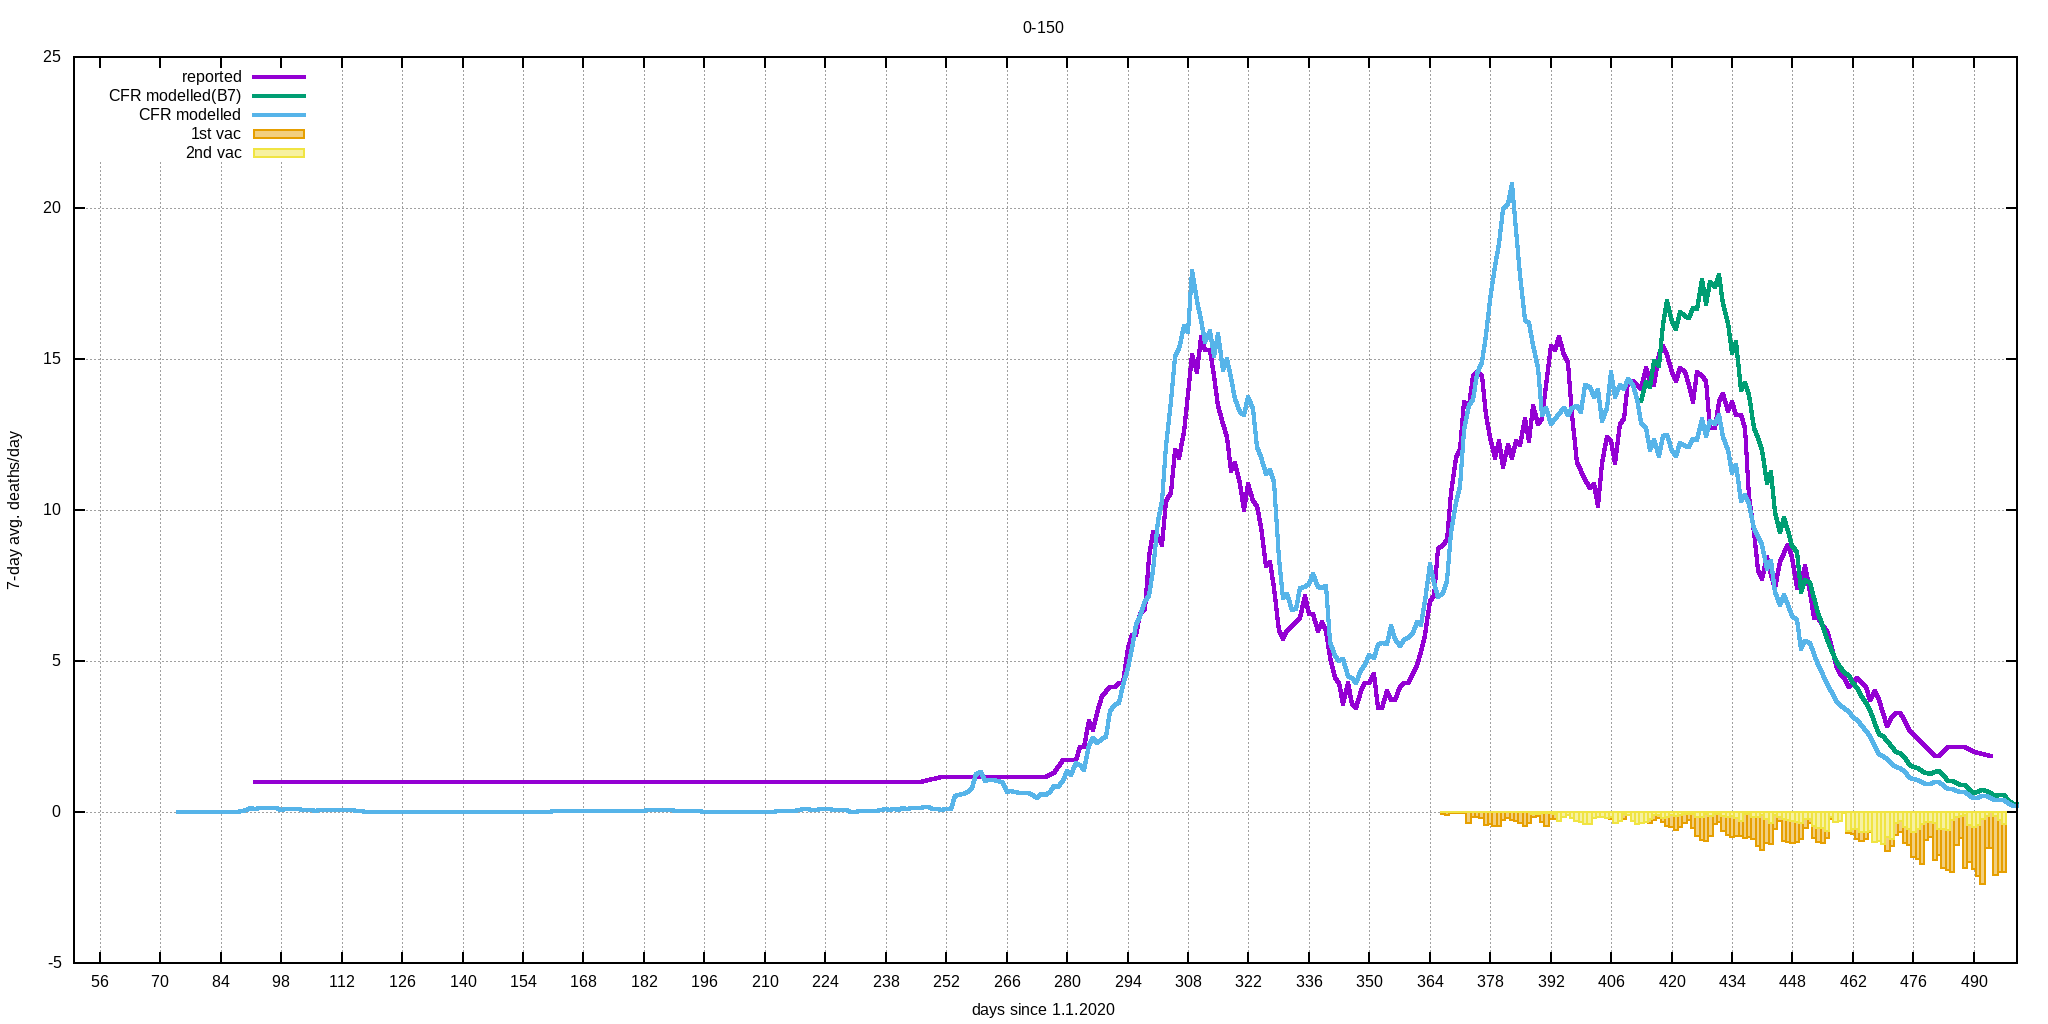 0-150
25
20
15
10
5
0
-5
7-day avg. deaths/day
reported
CFR modelled(B7)
CFR modelled
1st vac
2nd vac
56 70 84 98 112 126 140 154 168 182 196 210 224 238 252 266 280 294 308 322 336 350 364 378 392 406 420 434 448 462 476 490
days since 1.1.2020